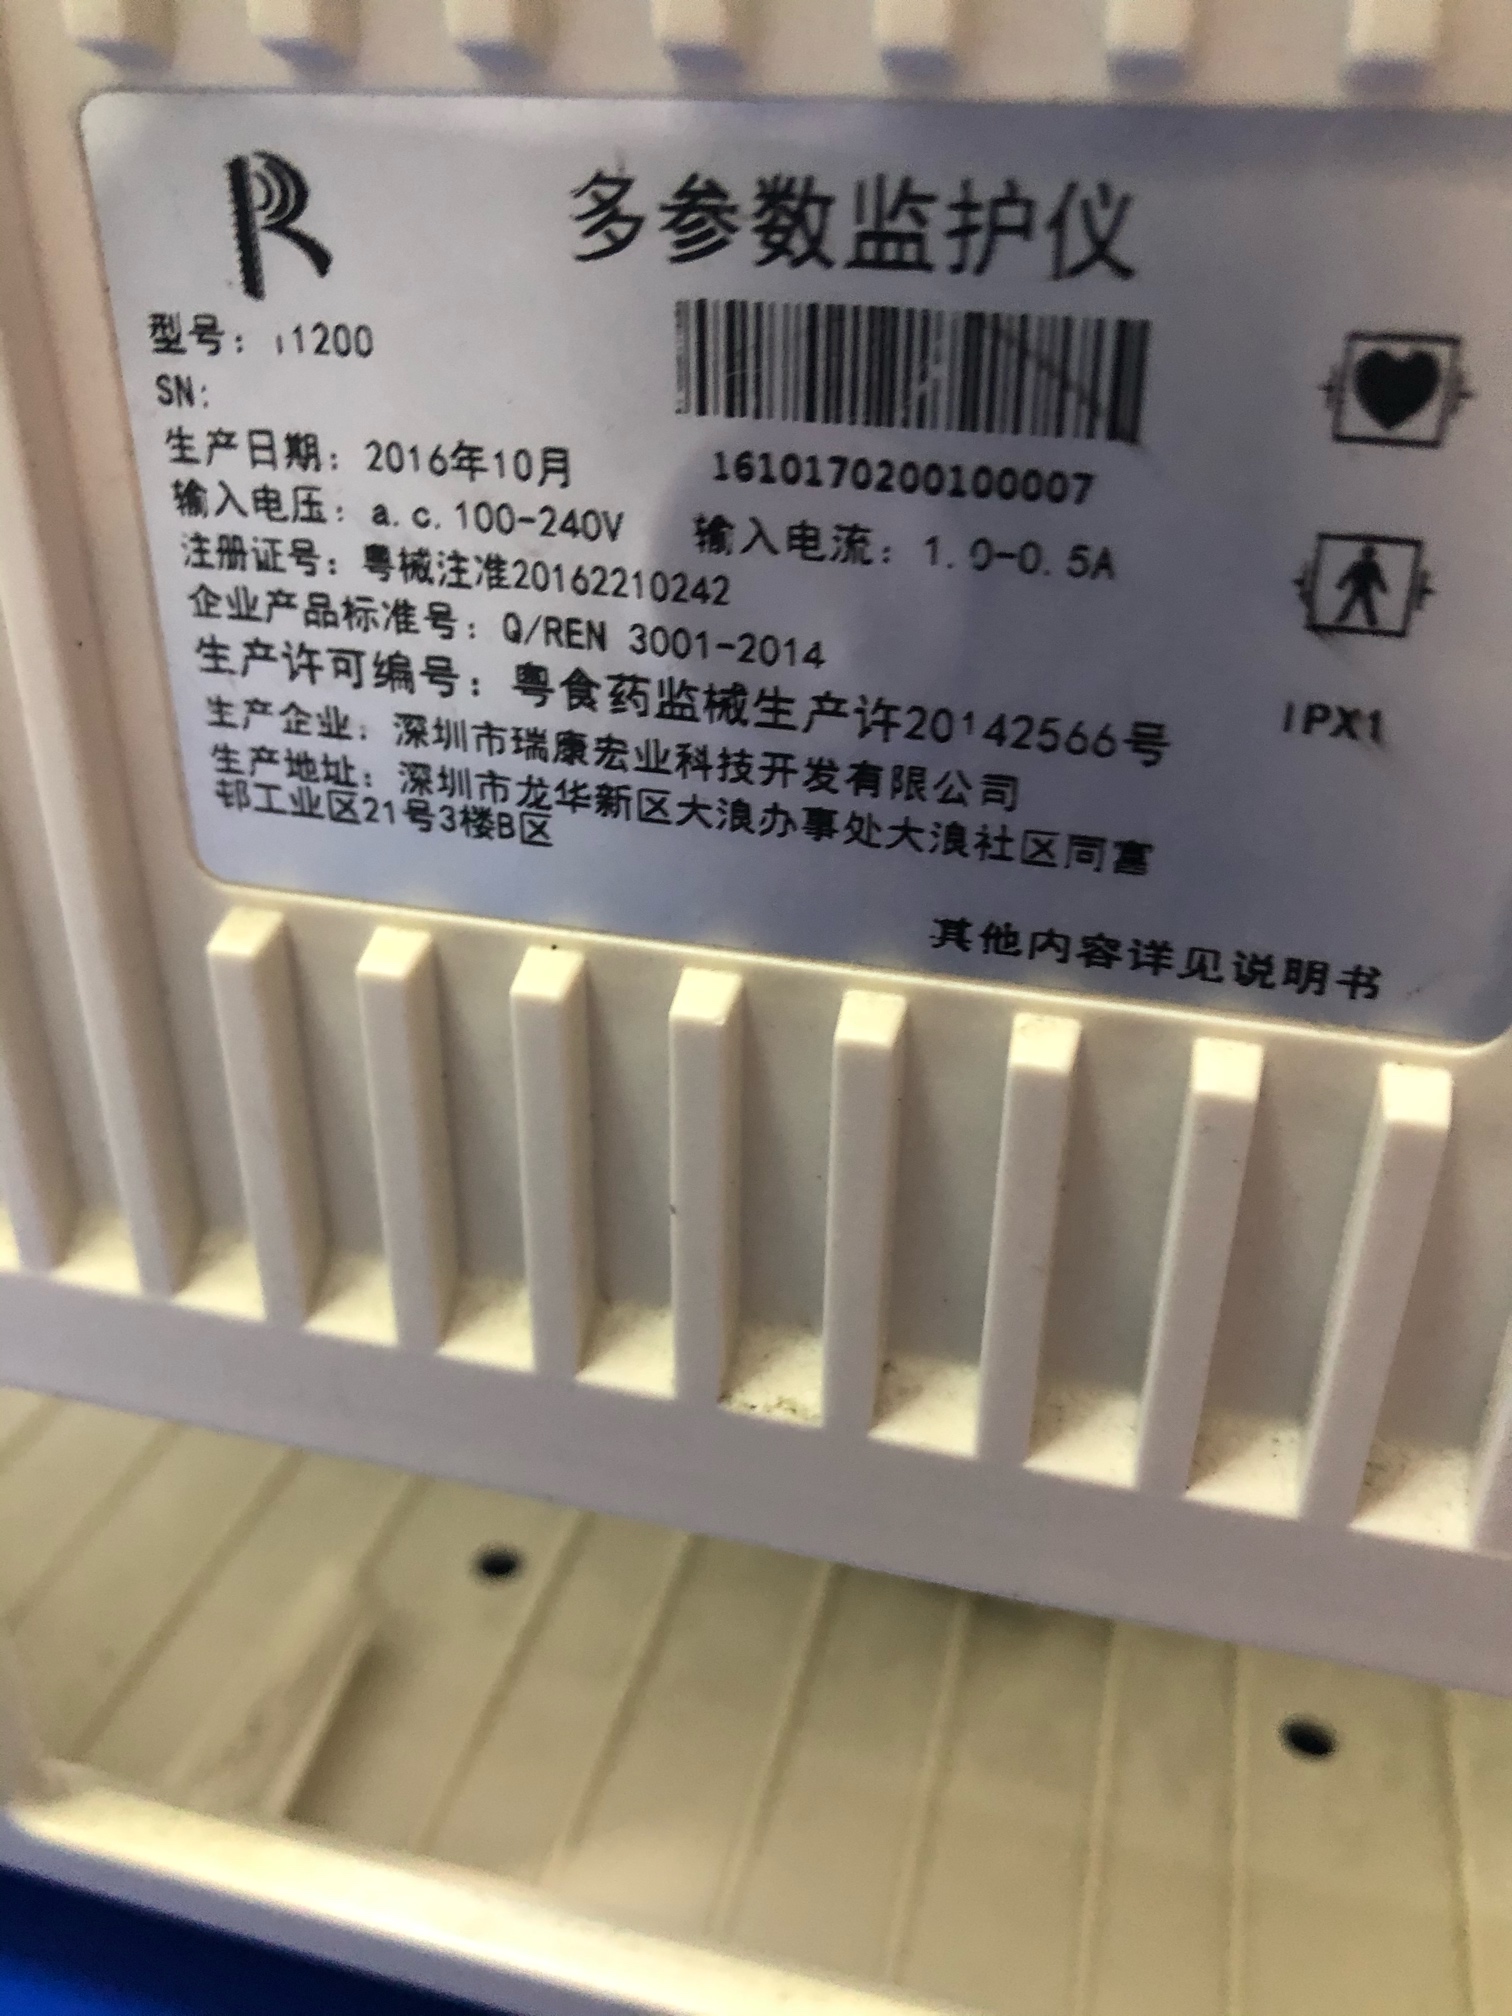 R
多参数监护仪
型号：i1200
SN:
1610170200100007
生产日期：2016年10月
输入电压：a.c.100-240V 输入电流：1.0-0.5A
注册证号：粤械注准20162210242
企业产品标准号：Q/REN 3001-2014
生产许可编号：粤食药监械生产许20142566号
IPX1
生产企业：深圳市瑞康宏业科技开发有限公司
生产地址：深圳市龙华新区大浪办事处大浪社区同富
邨工业区21号3楼B区
其他内容详见说明书